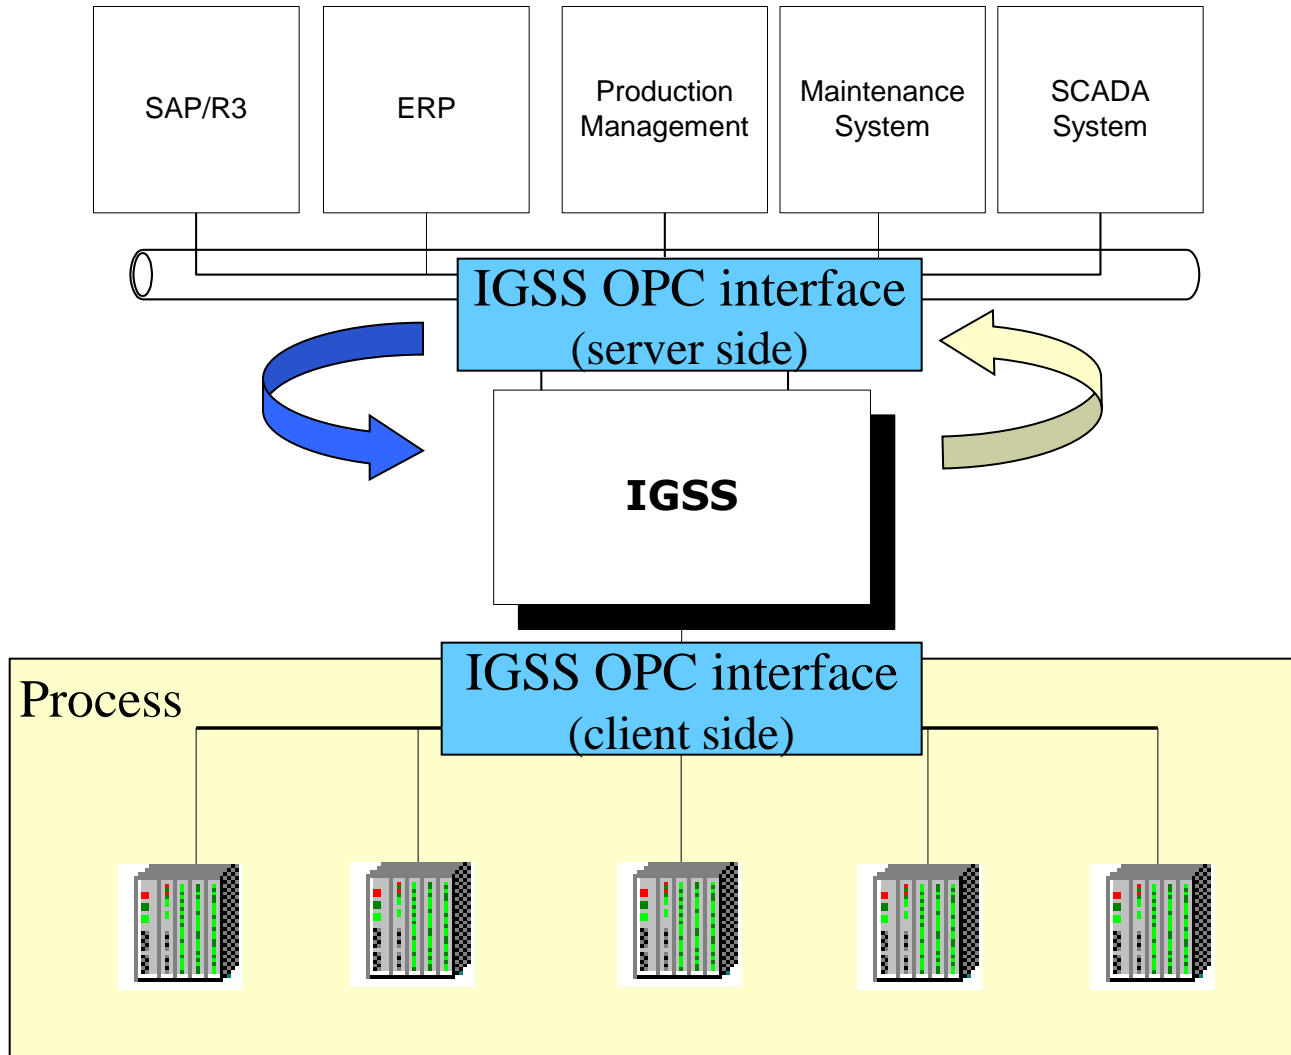 SAP/R3
ERP
Production
Management
Maintenance
System
SCADA
System
IGSS OPC interface
(server side)
IGSS
IGSS OPC interface
(client side)
Process